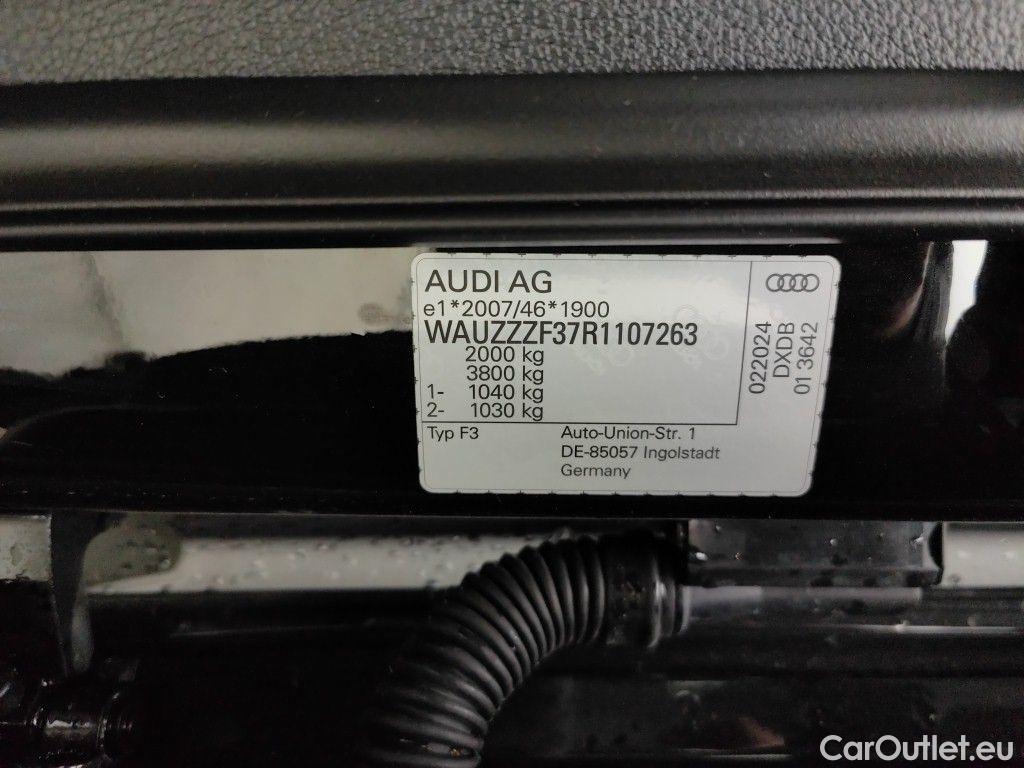 AUDI AG
e1*2007/46*1900
WAUZZZF37R1107263
2000 kg
3800 kg
1- 1040 kg
2- 1030 kg
Typ F3
Auto-Union-Str. 1
DE-85057 Ingolstadt
Germany
022024
DXDB
01 3642
CarOutlet.eu